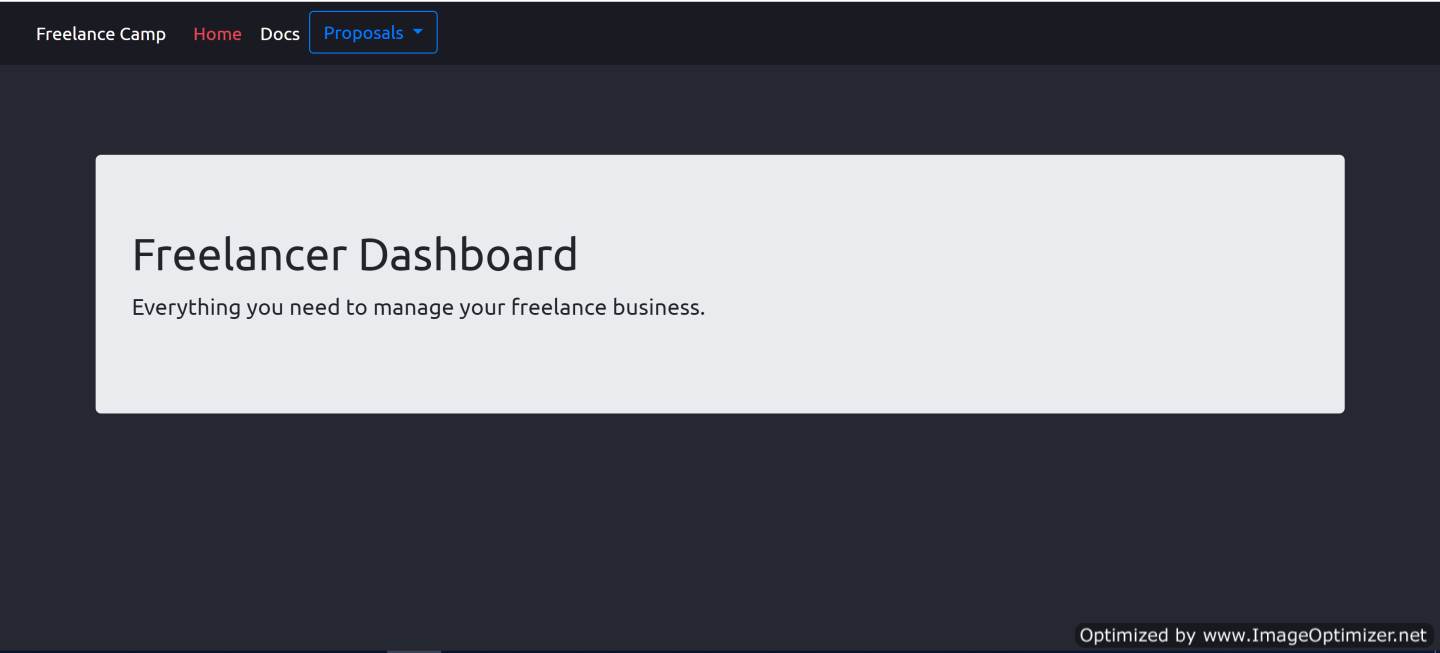 Freelance Camp Home Docs Proposals
Freelancer Dashboard
Everything you need to manage your freelance business.
Optimized by www.ImageOptimizer.net